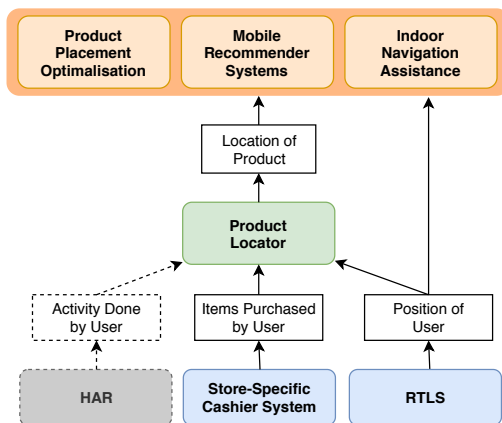 Product
Placement
Optimalisation
Mobile
Recommender
Systems
Indoor
Navigation
Assistance
Location of
Product
Product
Locator
Activity Done
by User
Items Purchased
by User
Position of
User
HAR
Store-Specific
Cashier System
RTLS